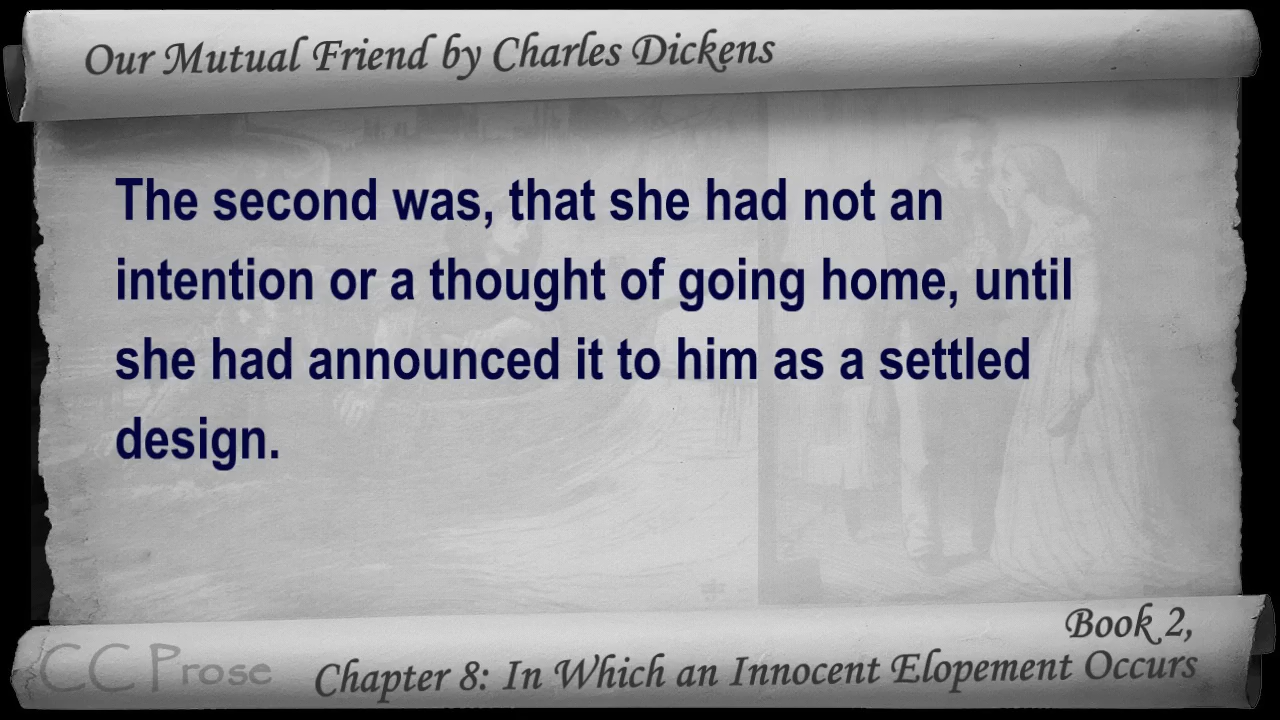 Our Mutual Friend by Charles Dickens
The second was, that she had not an
intention or a thought of going home, until
she had announced it to him as a settled
design.
Book 2,
CC Prose
Chapter 8: In Which an Innocent Elopement Occurs